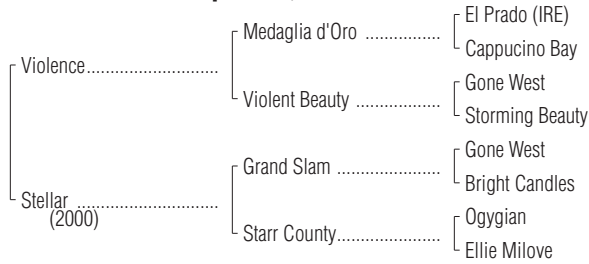 El Prado (IRE)
Medaglia d'Oro ..................
Cappucino Bay
Violence..............................
Gone West
Violent Beauty ....................
Storming Beauty
Gone West
Grand Slam ........................
Bright Candles
Stellar ................................
(2000)
Ogygian
Starr County........................
Ellie Milove